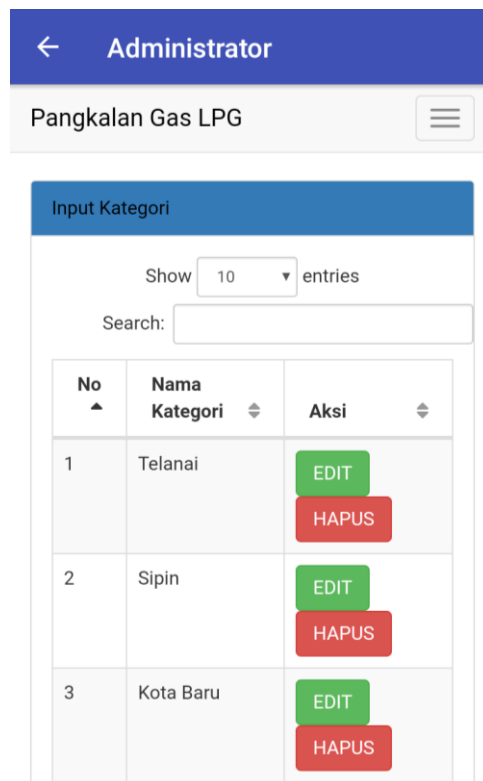 Administrator
Pangkalan Gas LPG
Input Kategori
Show 10 entries
Search:
No Nama Kategori Aksi
1 Telanai EDIT
HAPUS
2 Sipin EDIT
HAPUS
3 Kota Baru EDIT
HAPUS